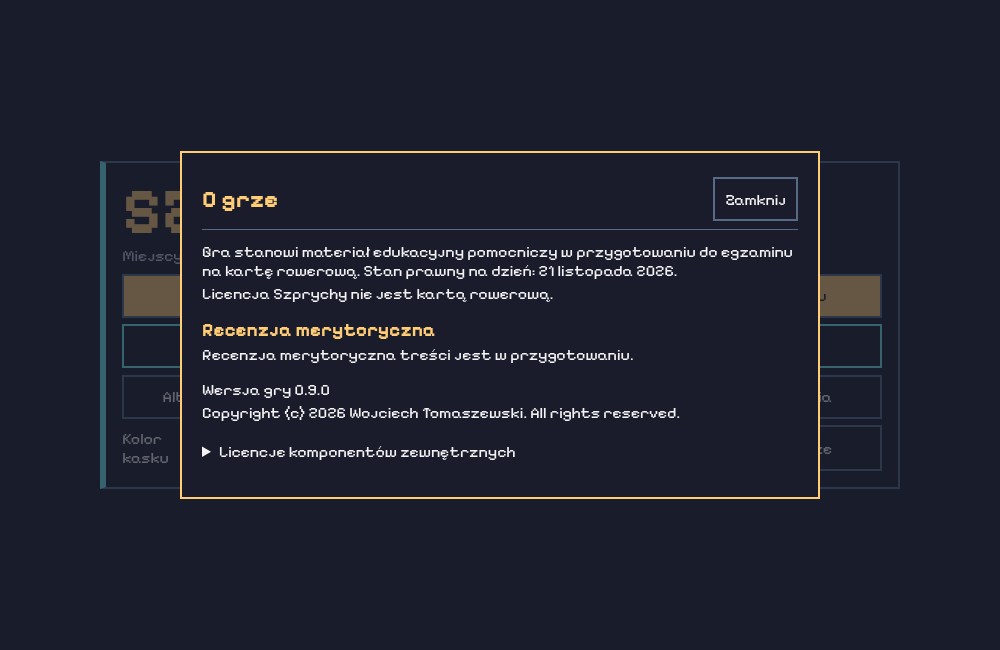 O grze
Zamknij
Gra stanowi materiał edukacyjny pomocniczy w przygotowaniu do egzaminu
na kartę rowerową. Stan prawny na dzień: 21 listopada 2026.
Licencja Szprychy nie jest kartą rowerową.
Recenzja merytoryczna
Recenzja merytoryczna treści jest w przygotowaniu.
Wersja gry 0.9.0
Copyright (c) 2026 Wojciech Tomaszewski. All rights reserved.
Licencje komponentów zewnętrznych
Kolor
kasku